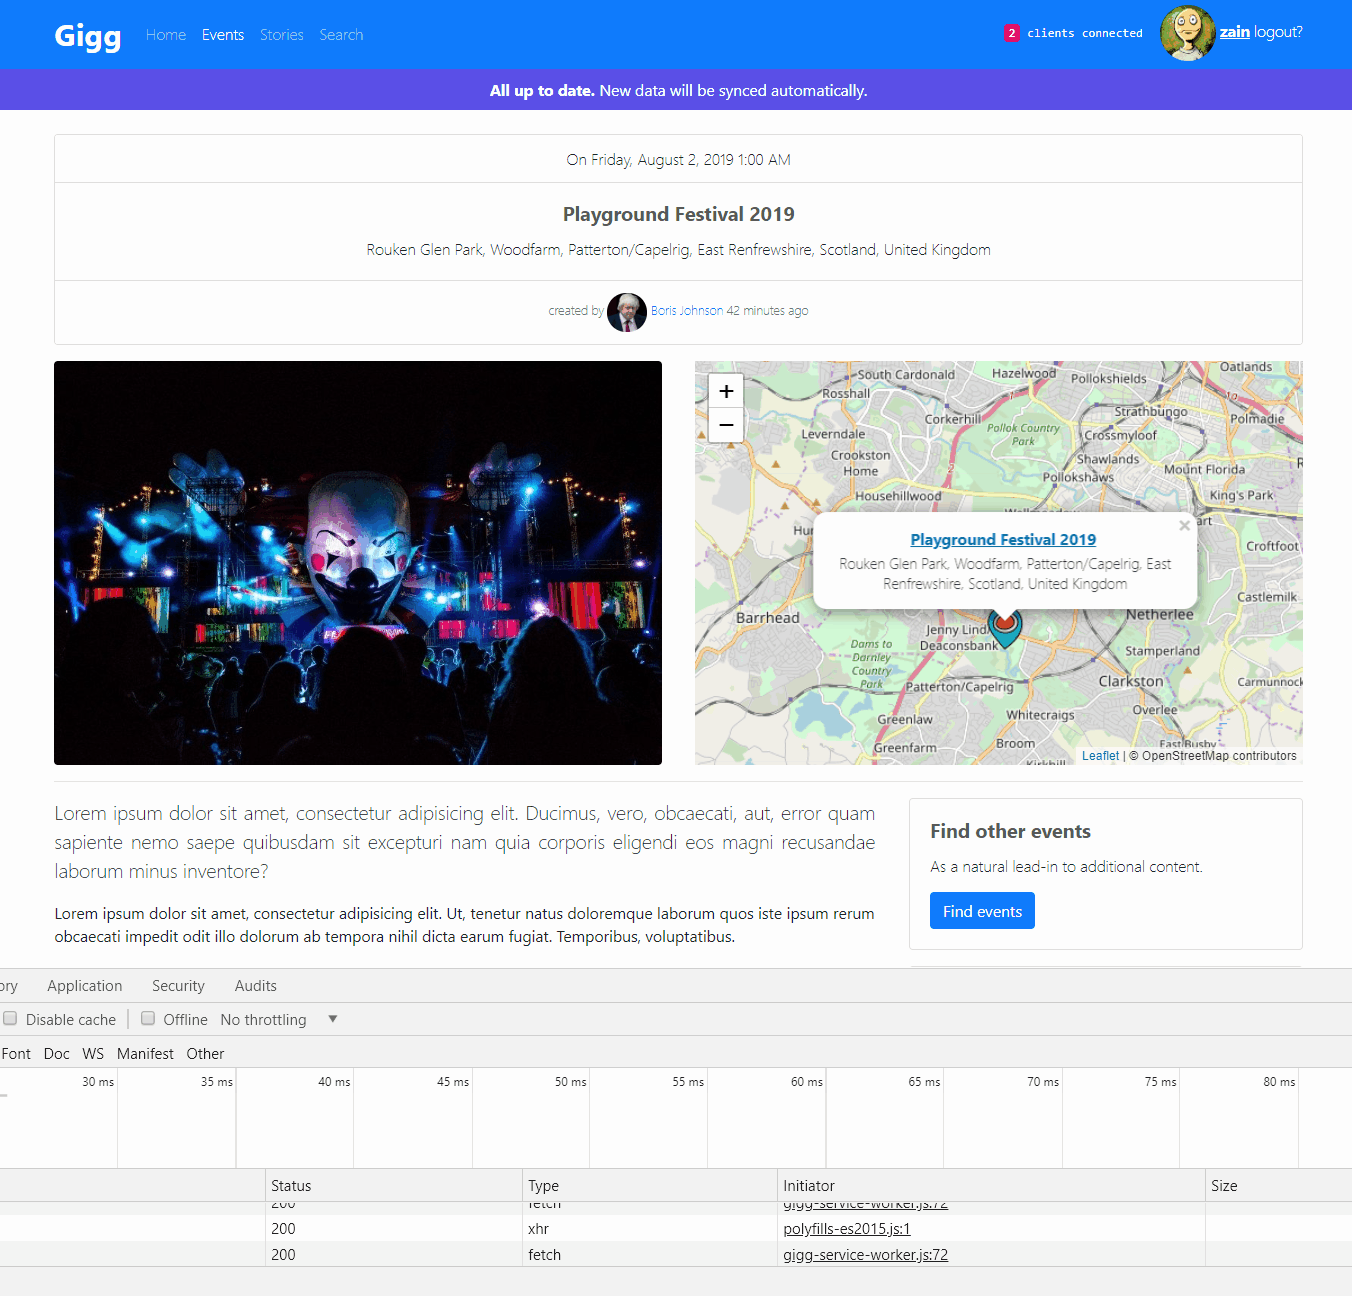 Gigg Home Events Stories Search 2 clients connected zain logout?
All up to date. New data will be synced automatically.
On Friday, August 2, 2019 1:00 AM
Playground Festival 2019
Rouken Glen Park, Woodfarm, Patterton/Capelrig, East Renfrewshire, Scotland, United Kingdom
created by Boris Johnson 42 minutes ago
+
−
South Cardonald
Hazelwood
Oatlands
Pollokshields
Rosshall
Strathbungo
Corkerhill
Polmadie
Pollok Country
Park
Leverndale
Crossmyloof
Crookston
Home
Shawlands
Mount Florida
Pollokshaws
Househillwood
King's Park
×
Playground Festival 2019
Rouken Glen Park, Woodfarm, Patterton/Capelrig, East
Renfrewshire, Scotland, United Kingdom
Croftfoot
Castlemilk
Barrhead
Netherlee
Jenny Lind
Deaconsbank
Dams to
Darnley
Country
Park
Stamperland
Patterton/Capelrig
Clarkston
Carmunnock
Whitecraigs
Overlee
Greenlaw
Greenfarm
Broom
East Busby
Kirkhill
Leaflet | © OpenStreetMap contributors
Lorem ipsum dolor sit amet, consectetur adipisicing elit. Ducimus, vero, obcaecati, aut, error quam
sapiente nemo saepe quibusdam sit excepturi nam quia corporis eligendi eos magni recusandae
laborum minus inventore?
Lorem ipsum dolor sit amet, consectetur adipisicing elit. Ut, tenetur natus doloremque laborum quos iste ipsum rerum
obcaecati impedit odit illo dolorum ab tempora nihil dicta earum fugiat. Temporibus, voluptatibus.
Find other events
As a natural lead-in to additional content.
Find events
ory Application Security Audits
Disable cache Offline No throttling ▼
Font Doc WS Manifest Other
30 ms 35 ms 40 ms 45 ms 50 ms 55 ms 60 ms 65 ms 70 ms 75 ms 80 ms
Status Type Initiator Size
200 fetch gigg-service-worker.js:72
200 xhr polyfills-es2015.js:1
200 fetch gigg-service-worker.js:72